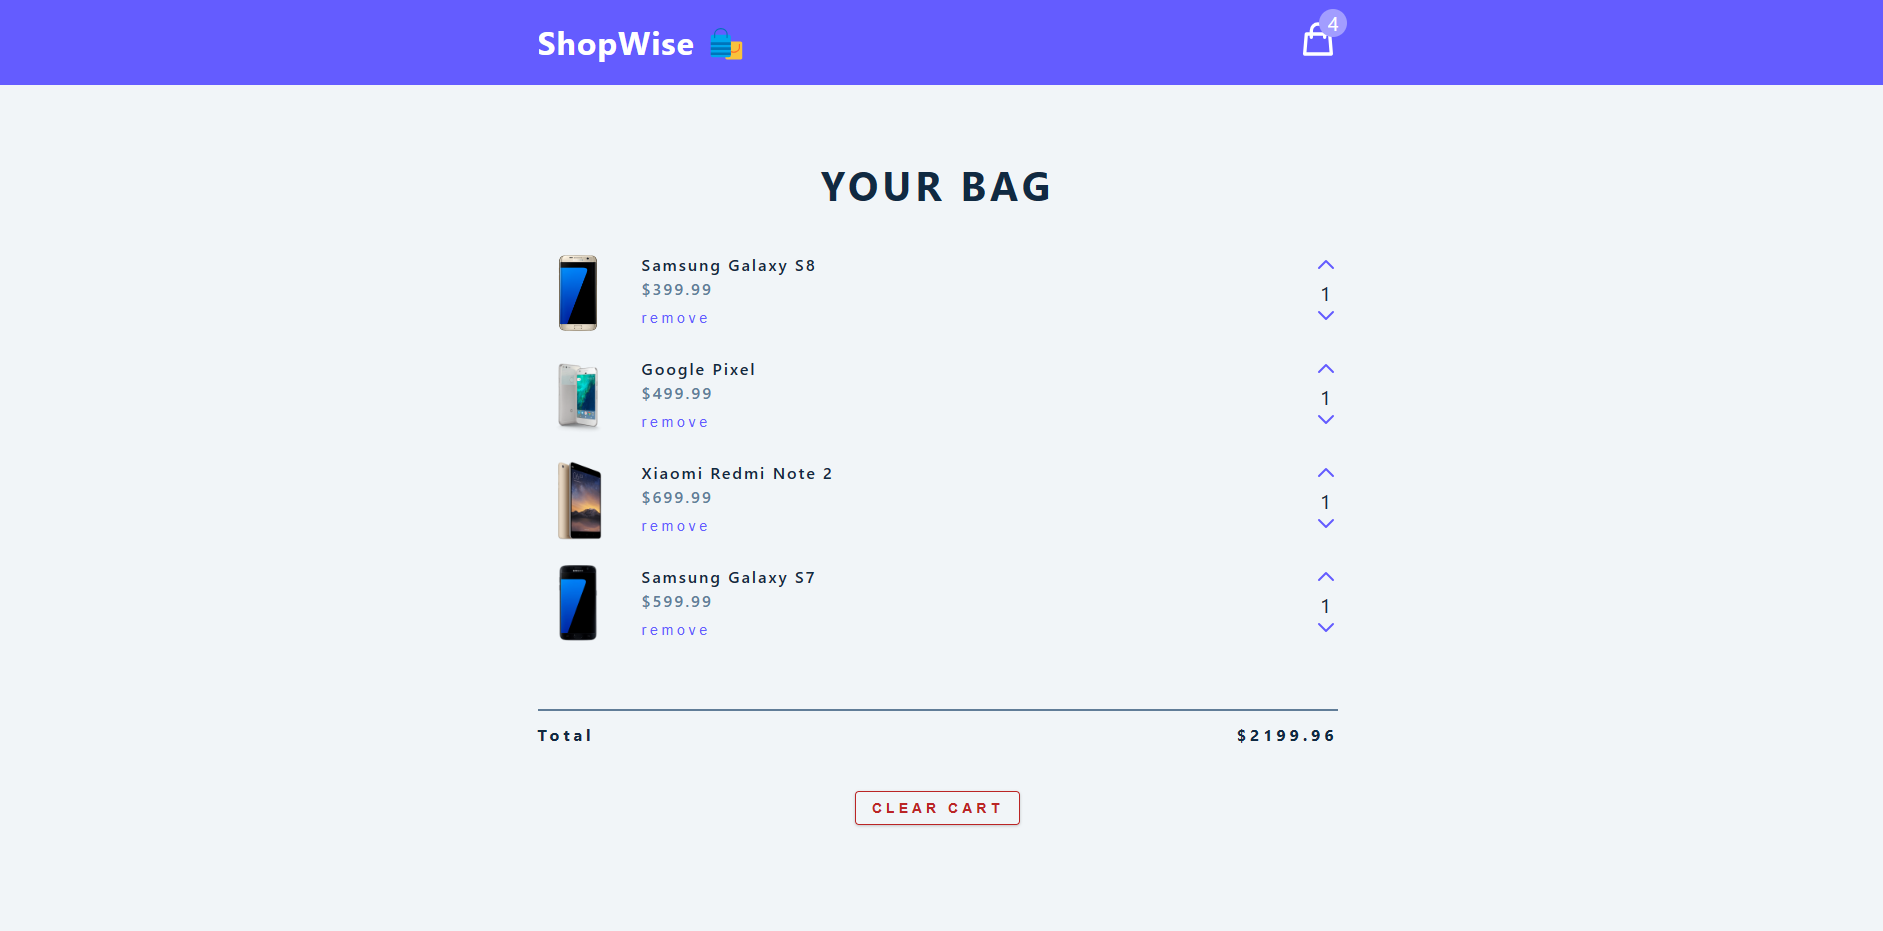 ShopWise
4
YOUR BAG
Samsung Galaxy S8
$399.99
remove
1
Google Pixel
$499.99
remove
1
Xiaomi Redmi Note 2
$699.99
remove
1
Samsung Galaxy S7
$599.99
remove
1
Total $2199.96
CLEAR CART